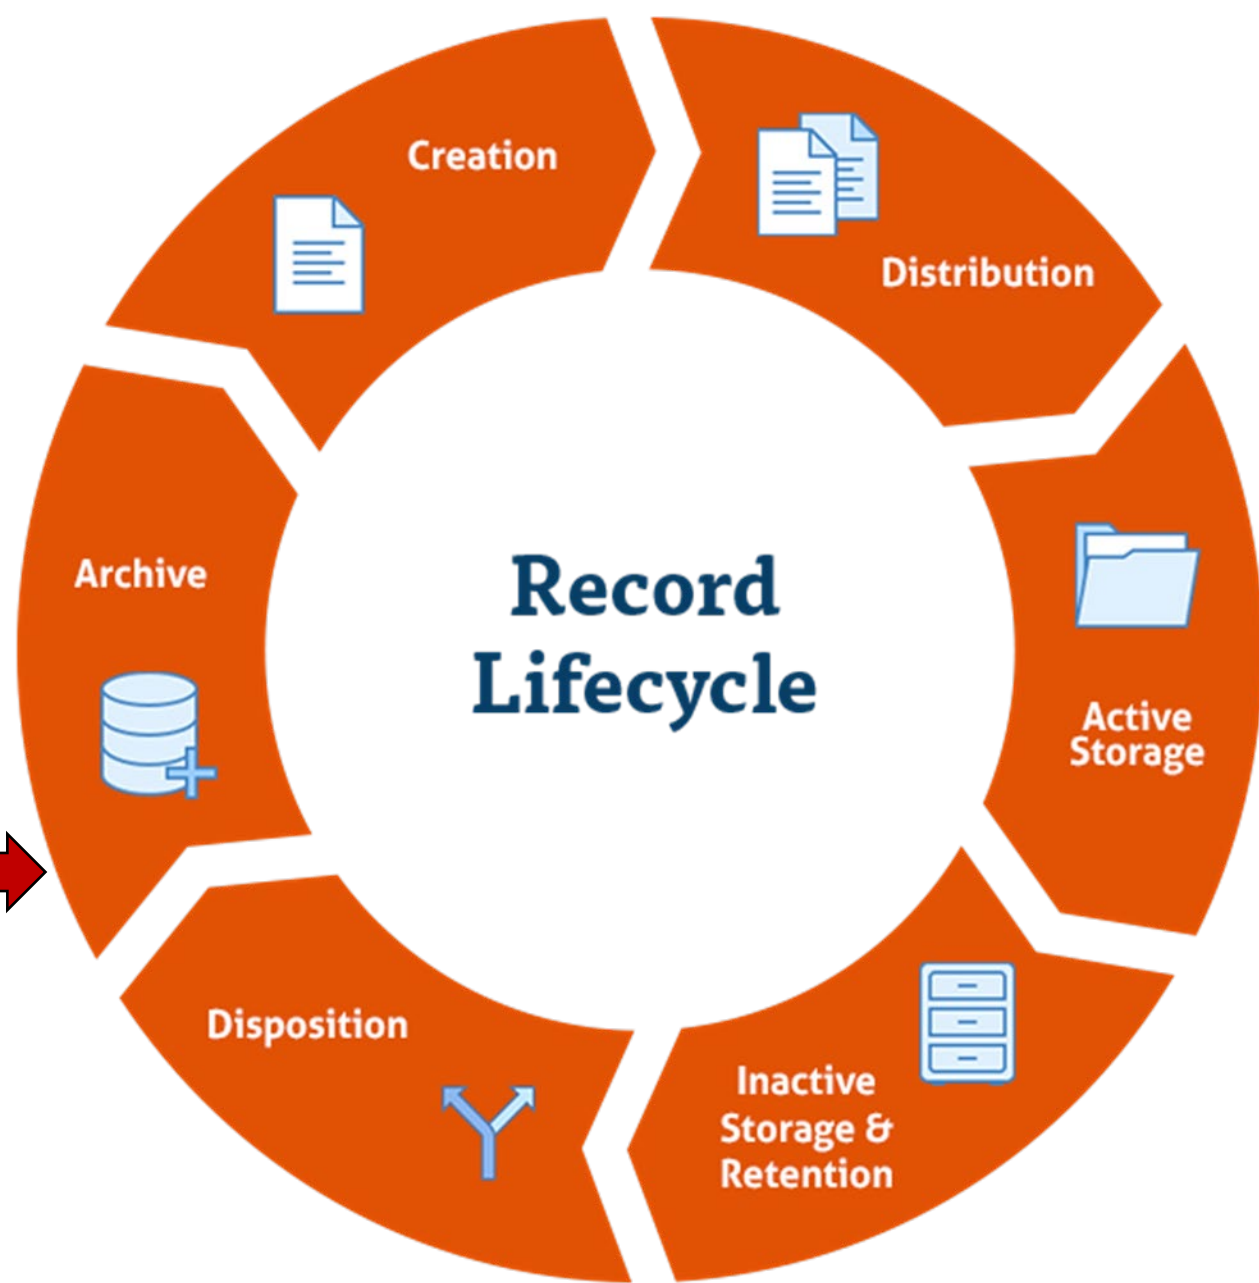 Creation
Distribution
Archive
Record
Lifecycle
Active
Storage
Disposition
Inactive
Storage &
Retention